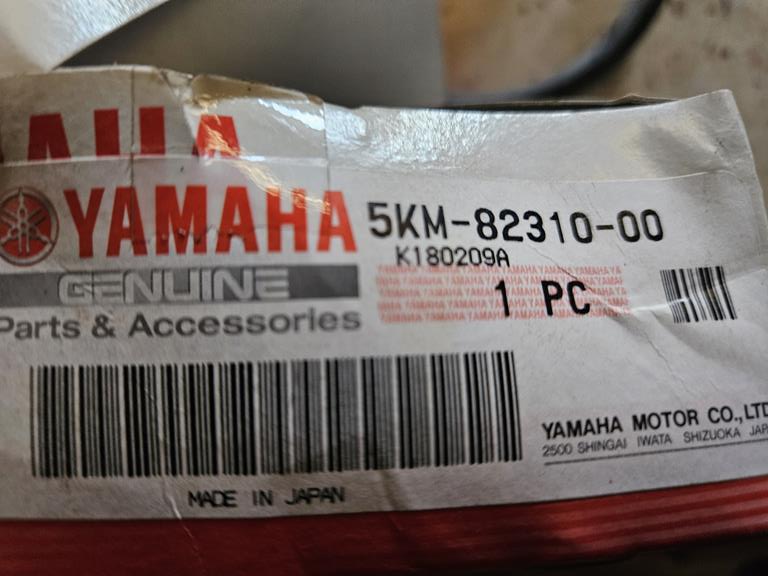 YAMAHA
5KM-82310-00
K180209A
GENUINE
1 PC
Parts & Accessories
YAMAHA MOTOR CO.,LTD
2500 SHINGAI IWATA SHIZUOKA JAPA
MADE IN JAPAN